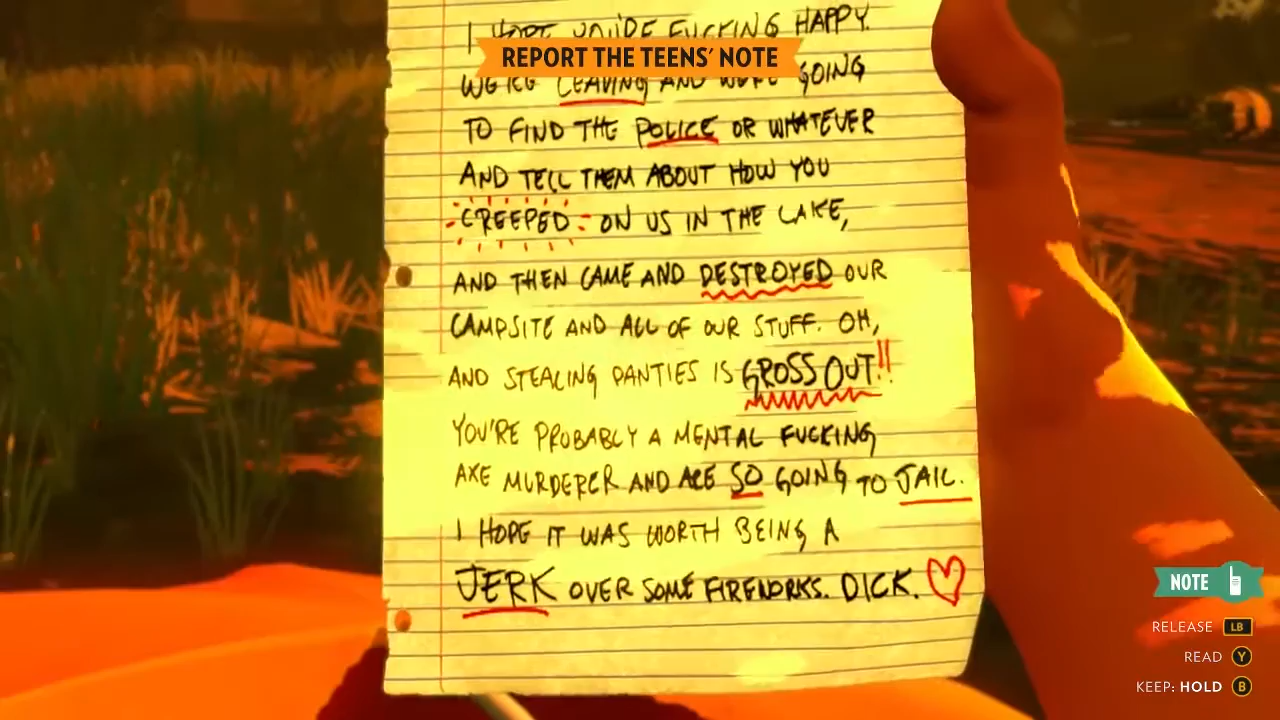 I HOPE YOU'RE FUCKING HAPPY.
REPORT THE TEENS' NOTE
WE'RE LEAVING AND WE'RE GOING
TO FIND THE POLICE OR WHATEVER
AND TELL THEM ABOUT HOW YOU
CREEPED ON US IN THE LAKE,
AND THEN CAME AND DESTROYED OUR
CAMPSITE AND ALL OF OUR STUFF. OH,
AND STEALING PANTIES IS GROSS OUT!!
YOU'RE PROBABLY A MENTAL FUCKING
AXE MURDERER AND ARE SO GOING TO JAIL.
I HOPE IT WAS WORTH BEING A
JERK OVER SOME FIREWORKS. DICK.
NOTE
RELEASE LB
READ Y
KEEP: HOLD B